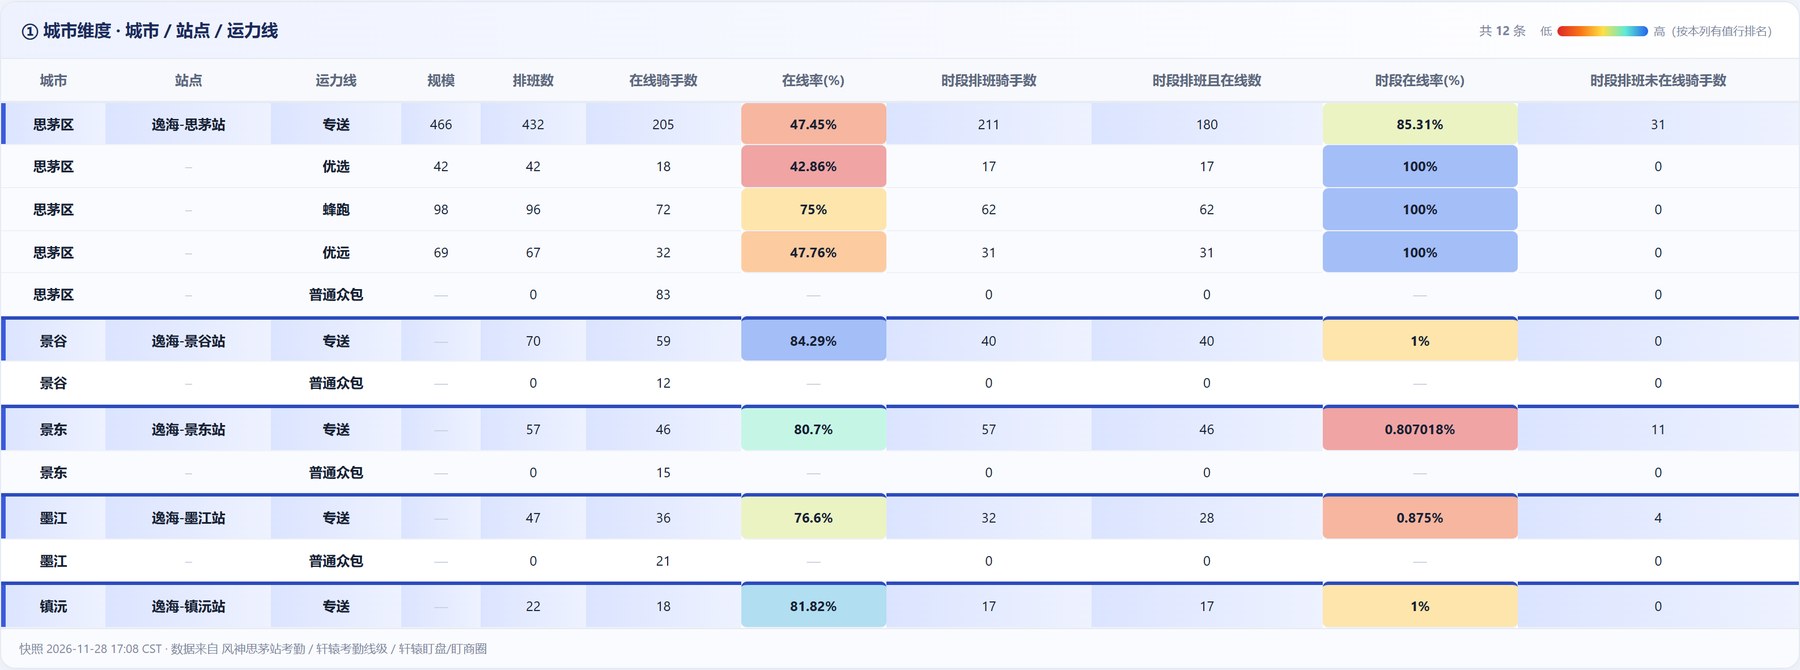 ① 城市维度 · 城市 / 站点 / 运力线
共 12 条 低 高 (按本列有值行排名)
城市 站点 运力线 规模 排班数 在线骑手数 在线率(%) 时段排班骑手数 时段排班且在线数 时段在线率(%) 时段排班未在线骑手数
思茅区 逸海-思茅站 专送 466 432 205 47.45% 211 180 85.31% 31
思茅区 – 优选 42 42 18 42.86% 17 17 100% 0
思茅区 – 蜂跑 98 96 72 75% 62 62 100% 0
思茅区 – 优远 69 67 32 47.76% 31 31 100% 0
思茅区 – 普通众包 — 0 83 — 0 0 — 0
景谷 逸海-景谷站 专送 — 70 59 84.29% 40 40 1% 0
景谷 – 普通众包 — 0 12 — 0 0 — 0
景东 逸海-景东站 专送 — 57 46 80.7% 57 46 0.807018% 11
景东 – 普通众包 — 0 15 — 0 0 — 0
墨江 逸海-墨江站 专送 — 47 36 76.6% 32 28 0.875% 4
墨江 – 普通众包 — 0 21 — 0 0 — 0
镇沅 逸海-镇沅站 专送 — 22 18 81.82% 17 17 1% 0
快照 2026-11-28 17:08 CST · 数据来自 风神思茅站考勤 / 轩辕考勤线级 / 轩辕盯盘/盯商圈